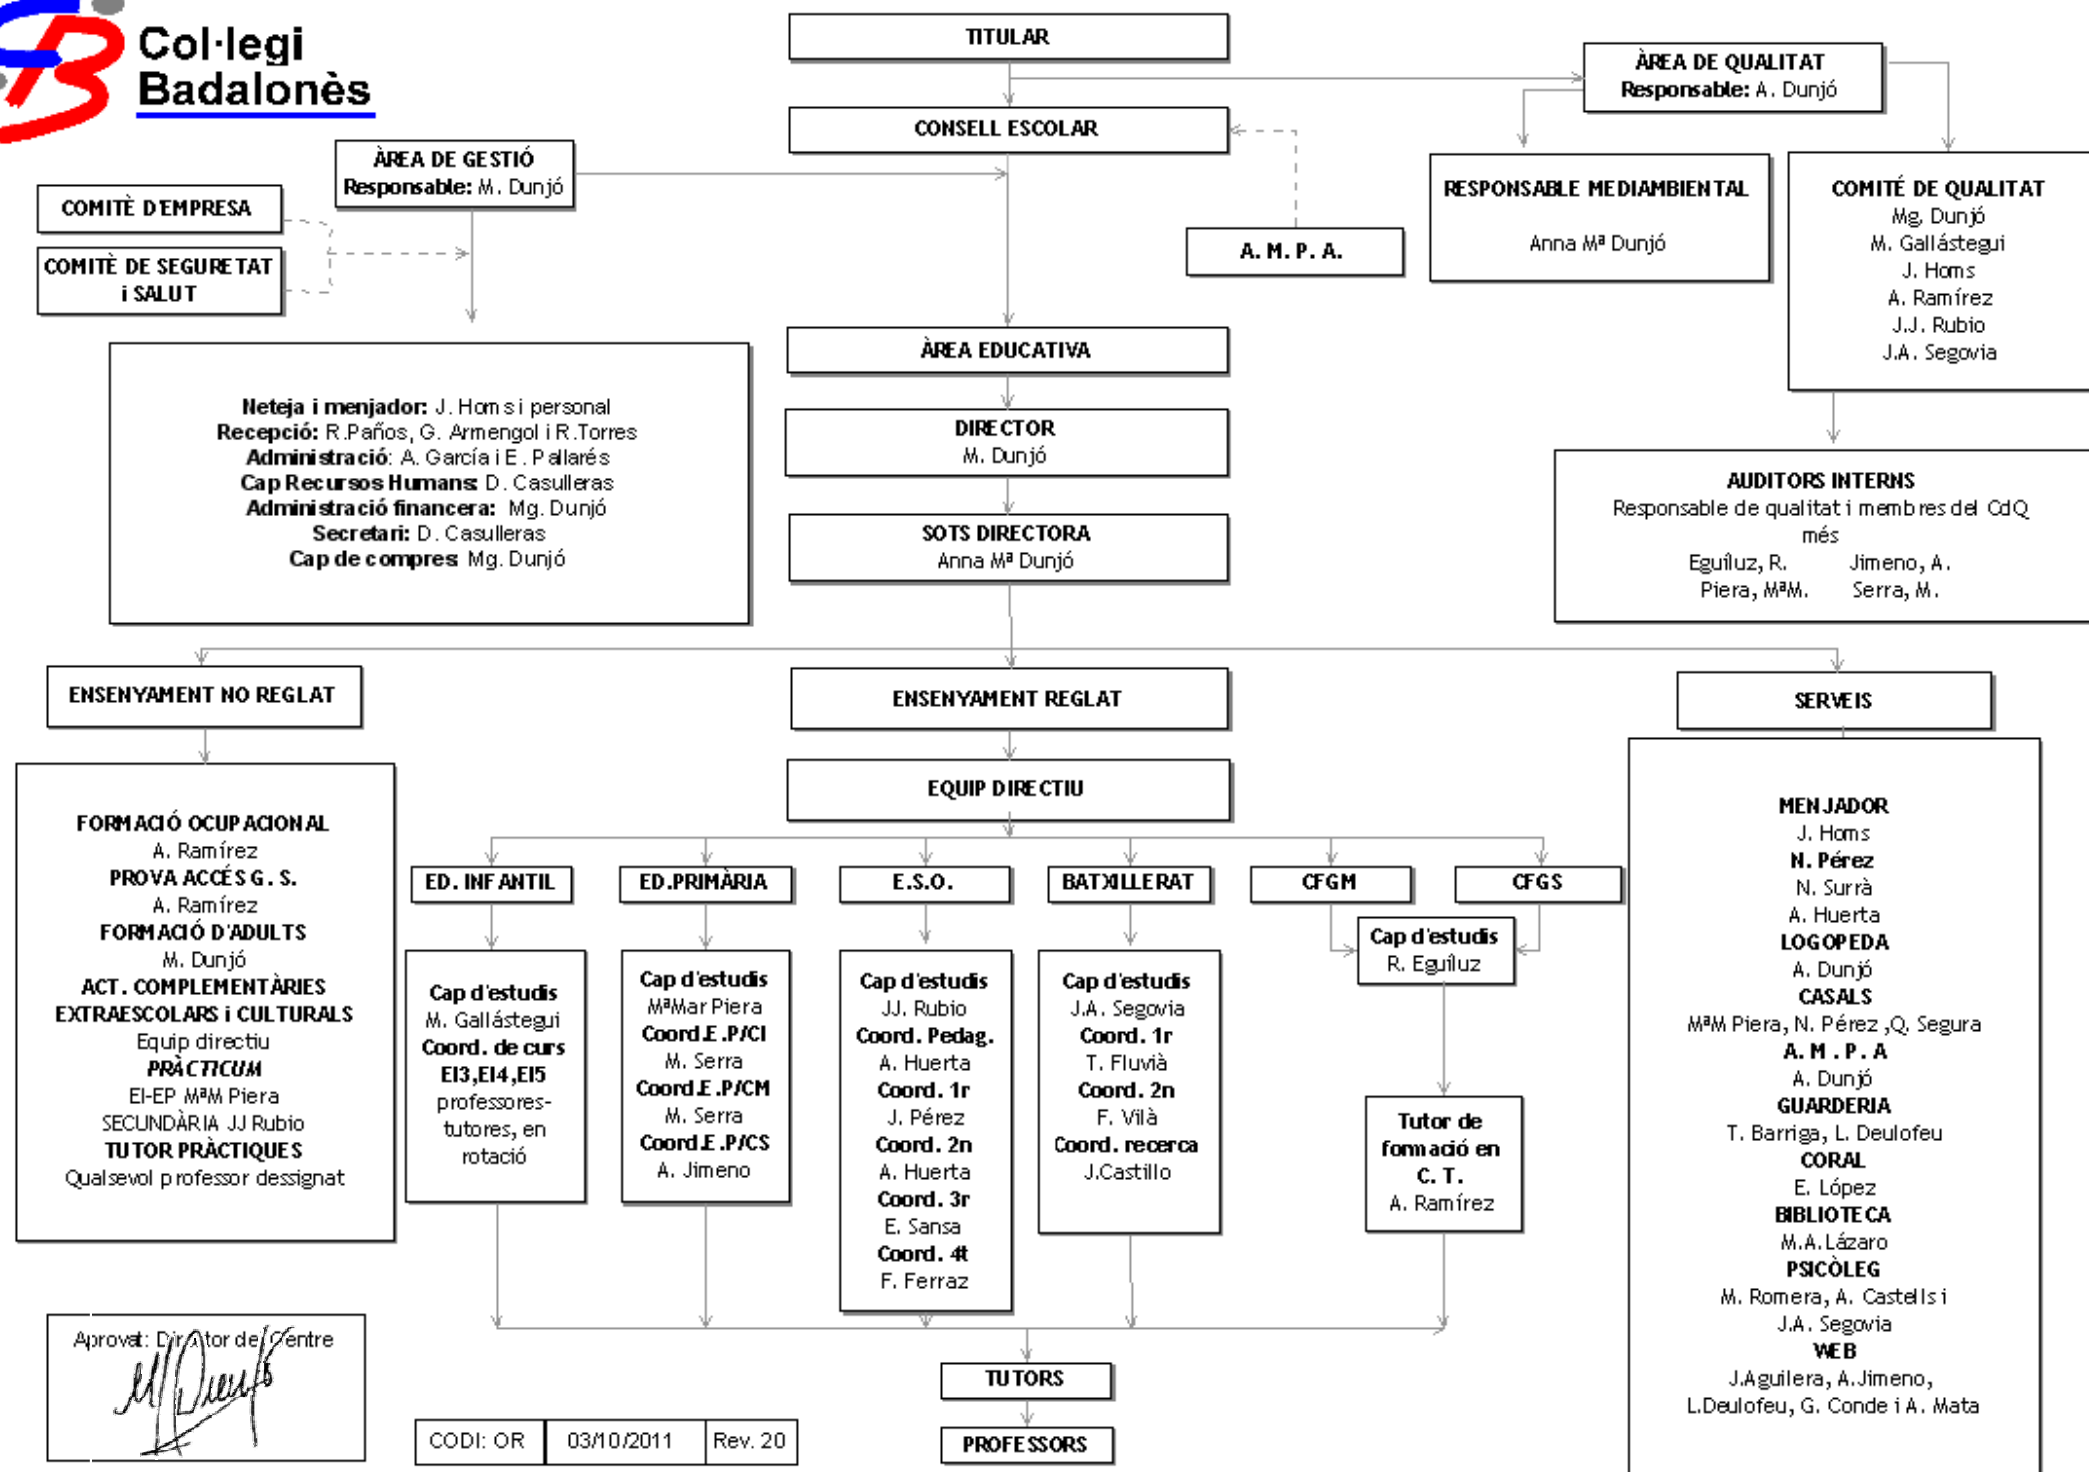 Col·legi
Badalonès
TITULAR
ÀREA DE QUALITAT
Responsable: A. Dunjó
CONSELL ESCOLAR
ÀREA DE GESTIÓ
Responsable: M. Dunjó
COMITÈ D'EMPRESA
COMITÈ DE SEGURETAT
i SALUT
A. M. P. A.
RESPONSABLE MEDIAMBIENTAL
Anna Mª Dunjó
COMITÉ DE QUALITAT
Mg. Dunjó
M. Gallástegui
J. Homs
A. Ramírez
J.J. Rubio
J.A. Segovia
Neteja i menjador: J. Homs i personal
Recepció: R.Paños, G. Armengol i R.Torres
Administració: A. García i E. Pallarés
Cap Recursos Humans: D. Casulleras
Administració financera: Mg. Dunjó
Secretari: D. Casulleras
Cap de compres Mg. Dunjó
ÀREA EDUCATIVA
DIRECTOR
M. Dunjó
SOTS DIRECTORA
Anna Mª Dunjó
AUDITORS INTERNS
Responsable de qualitat i membres del CdQ
més
Eguíluz, R. Jimeno, A.
Piera, MªM. Serra, M.
ENSENYAMENT NO REGLAT
ENSENYAMENT REGLAT
SERVEIS
EQUIP DIRECTIU
FORMACIÓ OCUPACIONAL
A. Ramírez
PROVA ACCÉS G. S.
A. Ramírez
FORMACIÓ D'ADULTS
M. Dunjó
ACT. COMPLEMENTÀRIES
EXTRAESCOLARS i CULTURALS
Equip directiu
PRÀCTICUM
EI-EP MªM Piera
SECUNDÀRIA JJ Rubio
TUTOR PRÀCTIQUES
Qualsevol professor dessignat
ED. INFANTIL
ED.PRIMÀRIA
E.S.O.
BATXILLERAT
CFGM
CFGS
Cap d'estudis
M. Gallástegui
Coord. de curs
EI3,EI4,EI5
professores-
tutores, en
rotació
Cap d'estudis
MªMar Piera
Coord.E.P/CI
M. Serra
Coord.E.P/CM
M. Serra
Coord.E.P/CS
A. Jimeno
Cap d'estudis
JJ. Rubio
Coord. Pedag.
A. Huerta
Coord. 1r
J. Pérez
Coord. 2n
A. Huerta
Coord. 3r
E. Sansa
Coord. 4t
F. Ferraz
Cap d'estudis
J.A. Segovia
Coord. 1r
T. Fluvià
Coord. 2n
F. Vilà
Coord. recerca
J.Castillo
Cap d'estudis
R. Eguíluz
Tutor de
formació en
C. T.
A. Ramírez
MENJADOR
J. Homs
N. Pérez
N. Surrà
A. Huerta
LOGOPEDA
A. Dunjó
CASALS
MªM Piera, N. Pérez ,Q. Segura
A. M . P. A
A. Dunjó
GUARDERIA
T. Barriga, L. Deulofeu
CORAL
E. López
BIBLIOTECA
M.A.Lázaro
PSICÒLEG
M. Romera, A. Castells i
J.A. Segovia
WEB
J.Aguilera, A.Jimeno,
L.Deulofeu, G. Conde i A. Mata
TUTORS
PROFESSORS
Aprovat: Director del Centre
CODI: OR 03/10/2011 Rev. 20